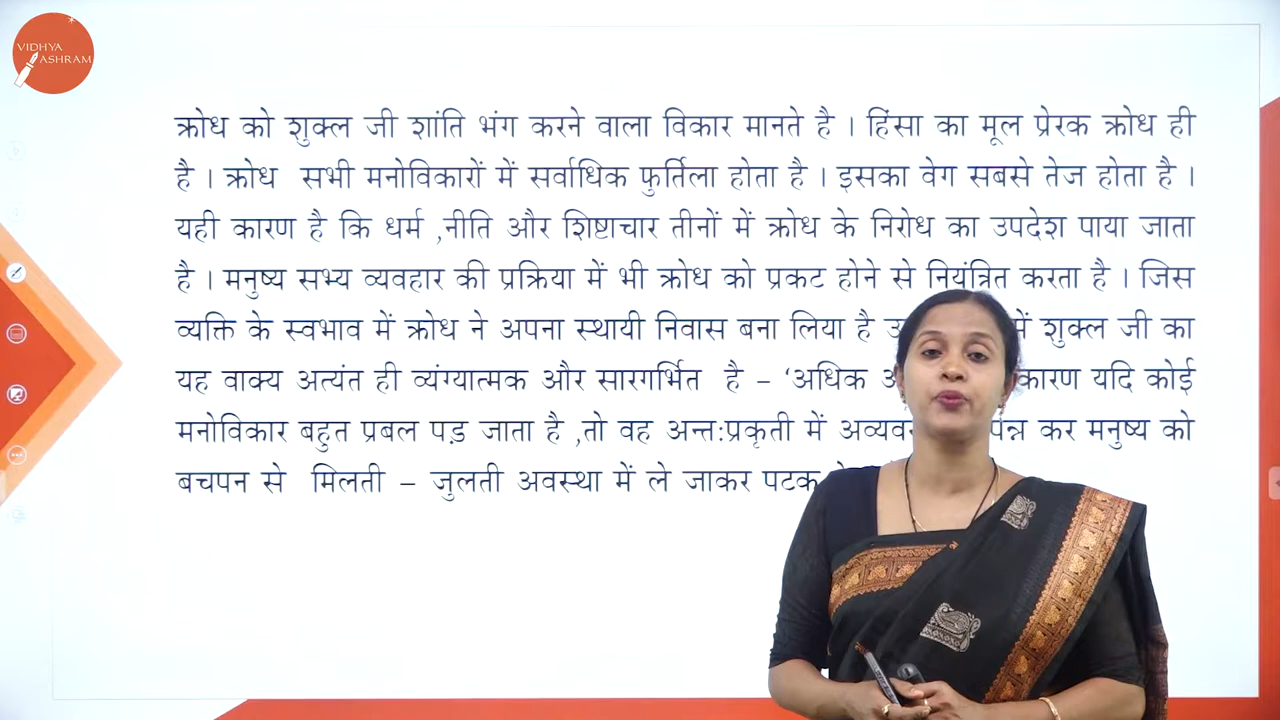 VIDHYA
ASHRAM
क्रोध को शुक्ल जी शांति भंग करने वाला विकार मानते है । हिंसा का मूल प्रेरक क्रोध ही
है । क्रोध सभी मनोविकारों में सर्वाधिक फुर्तिला होता है । इसका वेग सबसे तेज होता है ।
यही कारण है कि धर्म ,नीति और शिष्टाचार तीनों में क्रोध के निरोध का उपदेश पाया जाता
है । मनुष्य सभ्य व्यवहार की प्रक्रिया में भी क्रोध को प्रकट होने से नियंत्रित करता है । जिस
व्यक्ति के स्वभाव में क्रोध ने अपना स्थायी निवास बना लिया है में शुक्ल जी का
यह वाक्य अत्यंत ही व्यंग्यात्मक और सारगर्भित है – ‘अधिक कारण यदि कोई
मनोविकार बहुत प्रबल पड़ जाता है ,तो वह अन्त:प्रकृती में कर मनुष्य को
बचपन से मिलती – जुलती अवस्था में ले जाकर पटक